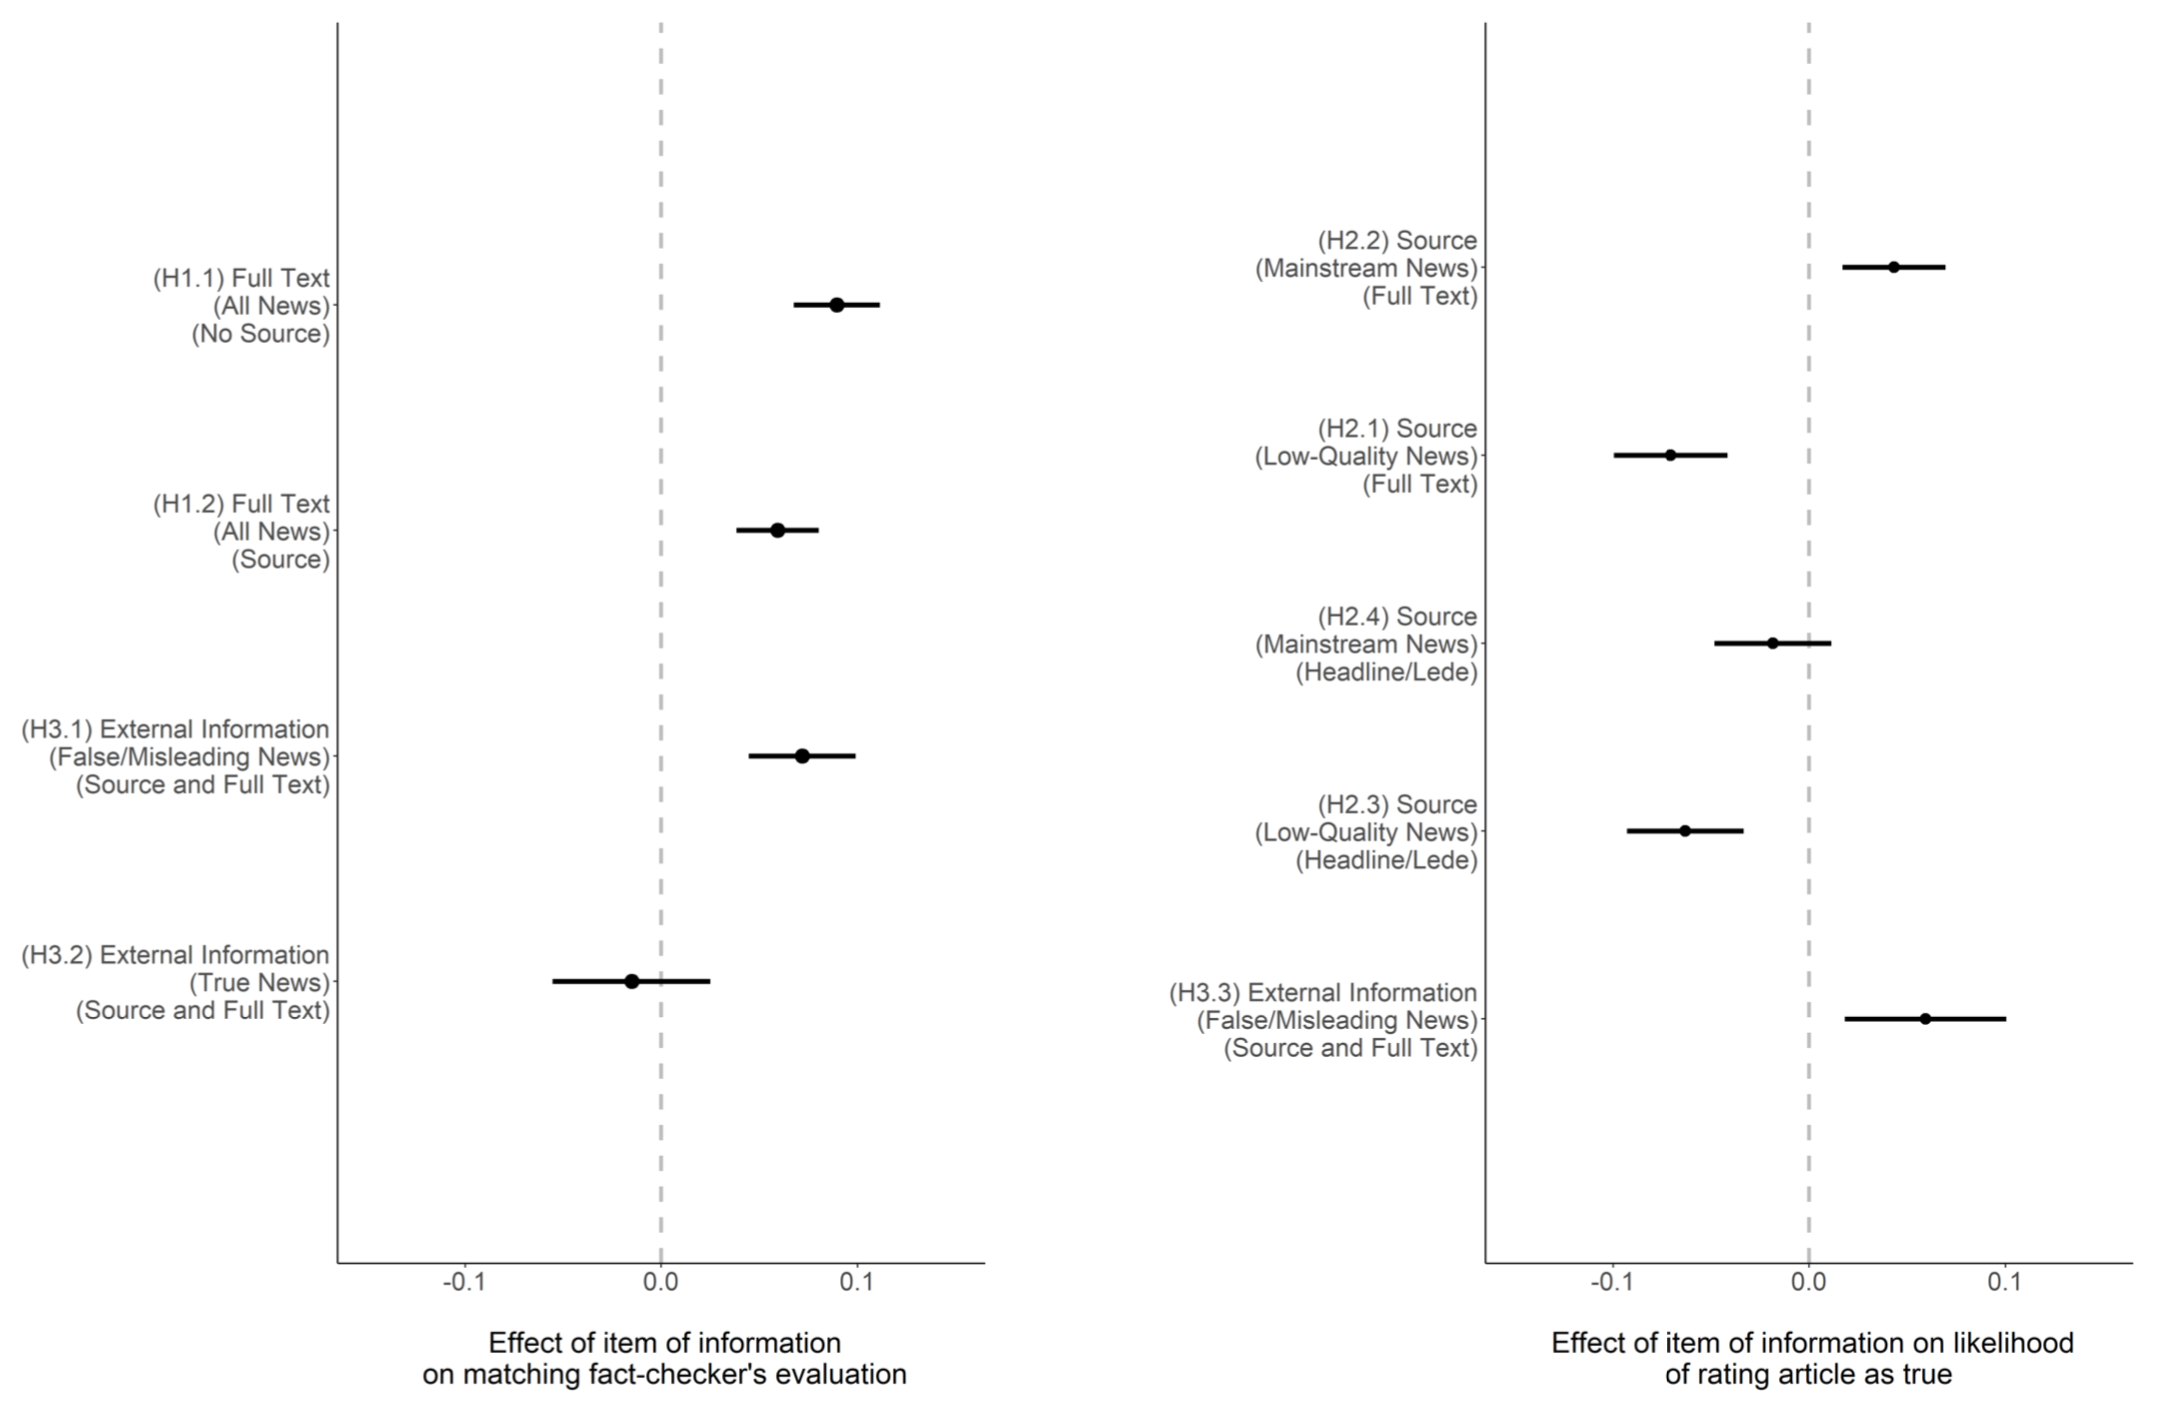 (H1.1) Full Text
(All News)
(No Source)
(H1.2) Full Text
(All News)
(Source)
(H3.1) External Information
(False/Misleading News)
(Source and Full Text)
(H3.2) External Information
(True News)
(Source and Full Text)
-0.1 0.0 0.1
Effect of item of information
on matching fact-checker's evaluation
(H2.2) Source
(Mainstream News)
(Full Text)
(H2.1) Source
(Low-Quality News)
(Full Text)
(H2.4) Source
(Mainstream News)
(Headline/Lede)
(H2.3) Source
(Low-Quality News)
(Headline/Lede)
(H3.3) External Information
(False/Misleading News)
(Source and Full Text)
-0.1 0.0 0.1
Effect of item of information on likelihood
of rating article as true